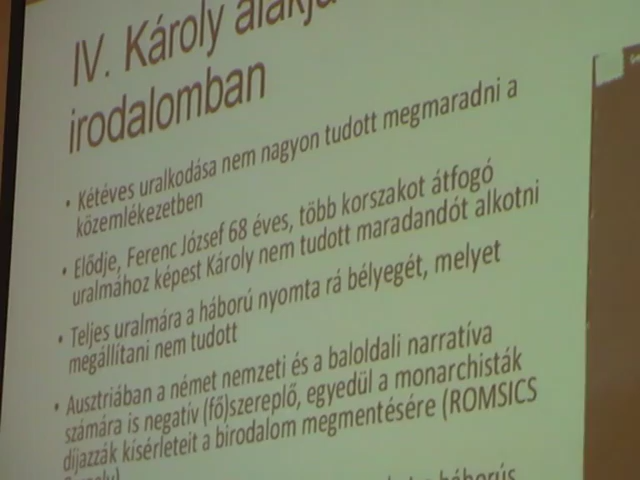 IV. Károly alakja
irodalomban
• Kétéves uralkodása nem nagyon tudott megmaradni a
közemlékezetben
• Elődje, Ferenc József 68 éves, több korszakot átfogó
uralmához képest Károly nem tudott maradandót alkotni
• Teljes uralmára a háború nyomta rá bélyegét, melyet
megállítani nem tudott
• Ausztriában a német nemzeti és a baloldali narratíva
számára is negatív (fő)szereplő, egyedül a monarchisták
díjazzák kísérleteit a birodalom megmentésére (ROMSICS
háborús